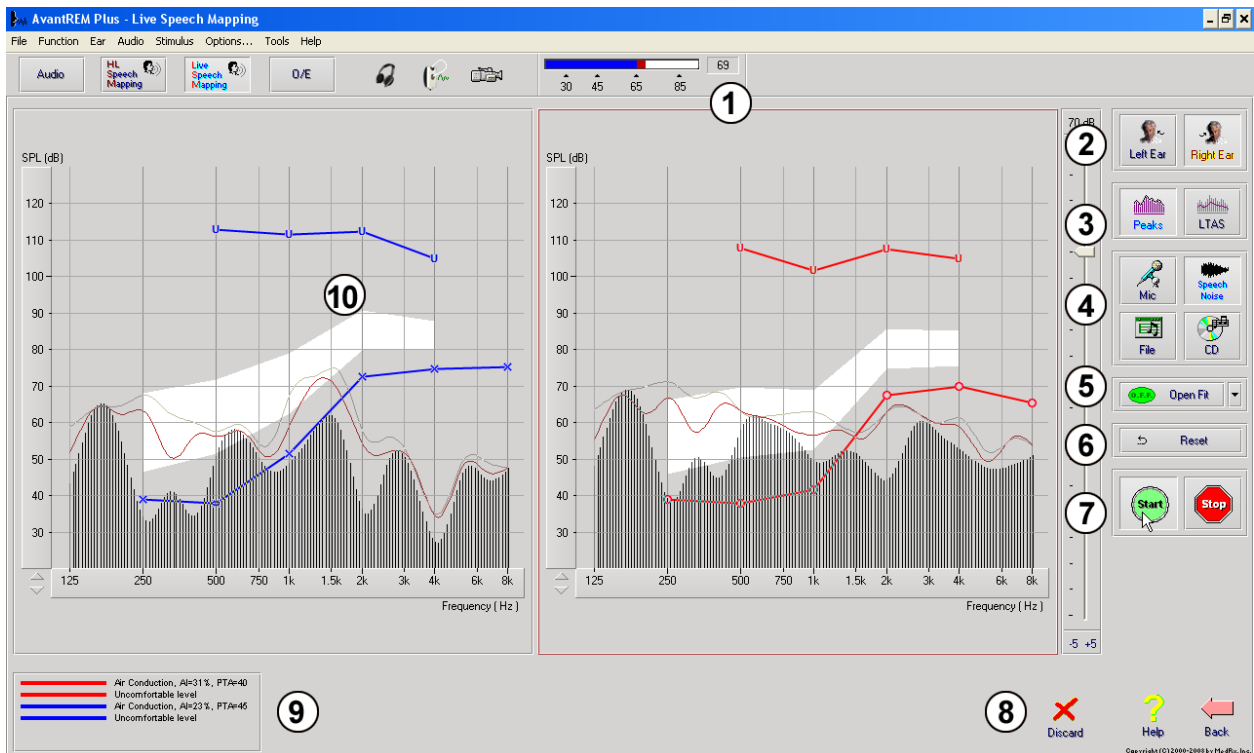 AvantREM Plus - Live Speech Mapping
File Function Ear Audio Stimulus Options... Tools Help
Audio
HL Speech Mapping
Live Speech Mapping
O/E
69
30 45 65 85
1
SPL (dB)
120
110
100
90
80
70
60
50
40
30
U U U U
10
125 250 500 750 1k 1.5k 2k 3k 4k 6k 8k
Frequency ( Hz )
SPL (dB)
120
110
100
90
80
70
60
50
40
30
U U U U
125 250 500 750 1k 1.5k 2k 3k 4k 6k 8k
Frequency ( Hz )
70 dB
-5 +5
2
Left Ear
Right Ear
3
Peaks
LTAS
4
Mic
Speech Noise
File
CD
5
O.F.F. Open Fit
6
Reset
7
Start
Stop
Air Conduction, AI=31%, PTA=40
Uncomfortable level
Air Conduction, AI=23%, PTA=45
Uncomfortable level
9
8
Discard
Help
Back
Copyright (C)2000-2008 by MedRx, Inc.